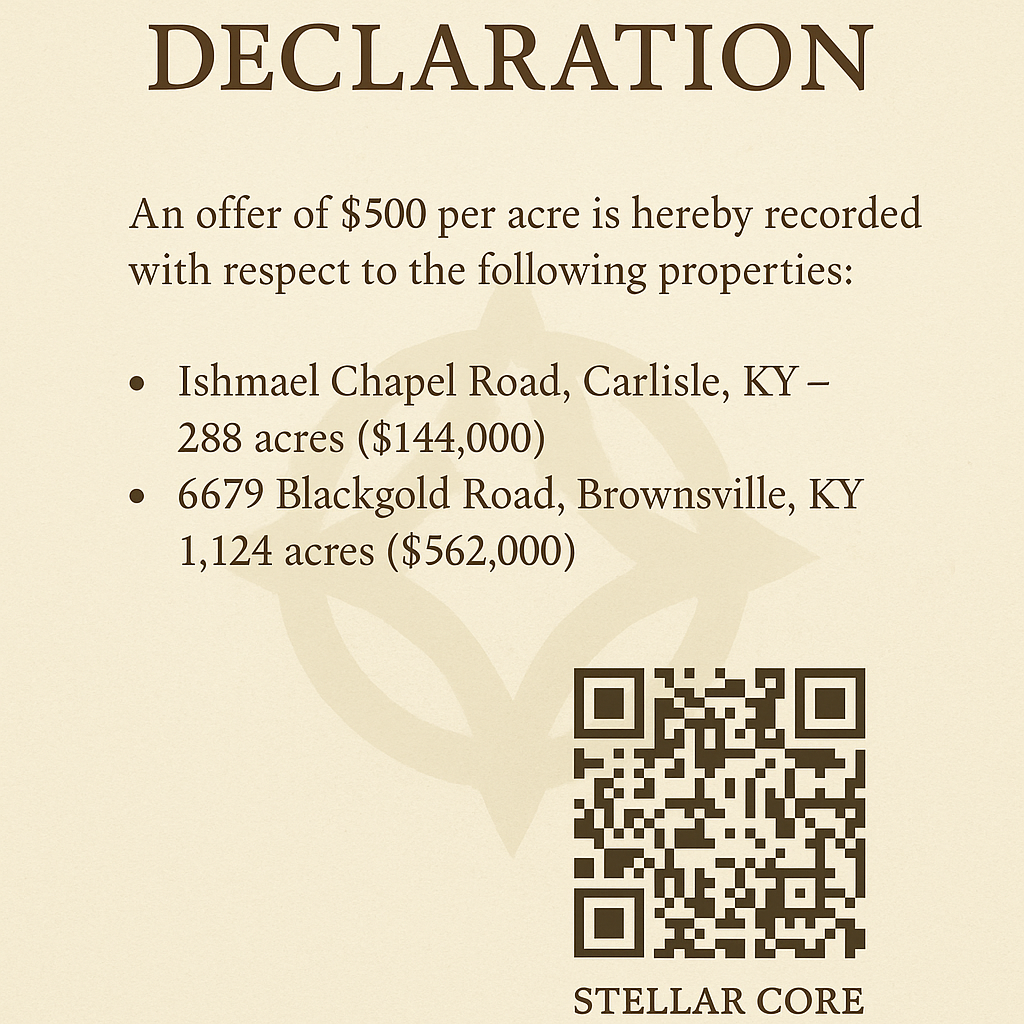 DECLARATION
An offer of $500 per acre is hereby recorded
with respect to the following properties:
• Ishmael Chapel Road, Carlisle, KY –
288 acres ($144,000)
• 6679 Blackgold Road, Brownsville, KY
1,124 acres ($562,000)
STELLAR CORE